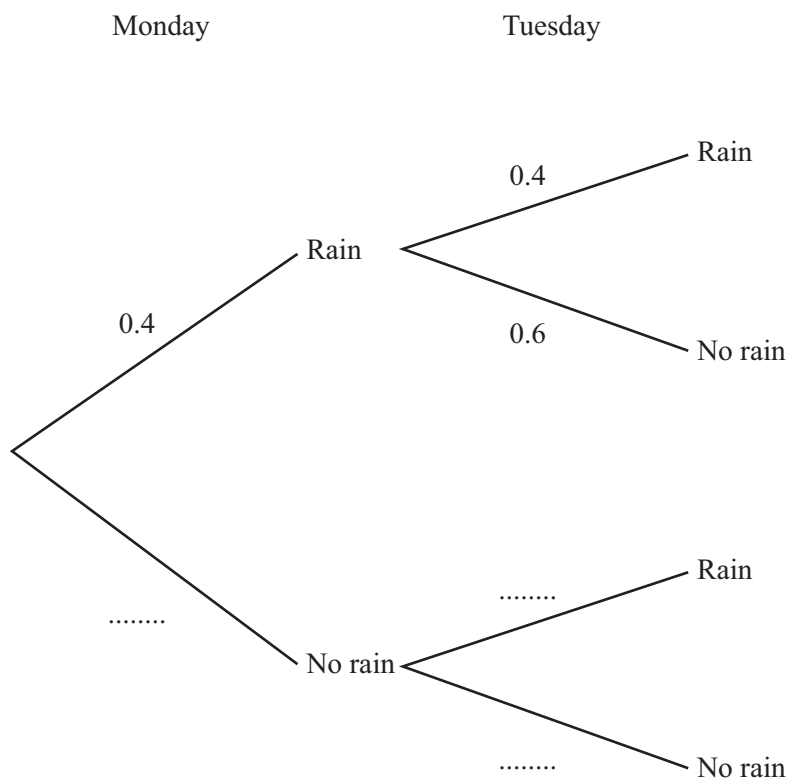 Monday Tuesday
Rain
0.4
Rain
0.4
0.6
No rain
Rain
........
........
No rain
........
No rain